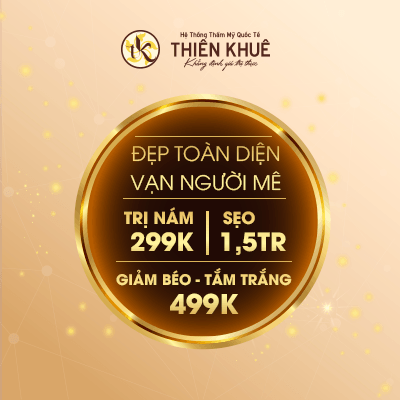 Hệ Thống Thẩm Mỹ Quốc Tế
tk
THIÊN KHUÊ
Khẳng định giá trị thực
ĐẸP TOÀN DIỆN
VẠN NGƯỜI MÊ
TRỊ NÁM
299K
SẸO
1,5TR
GIẢM BÉO - TẮM TRẮNG
499K